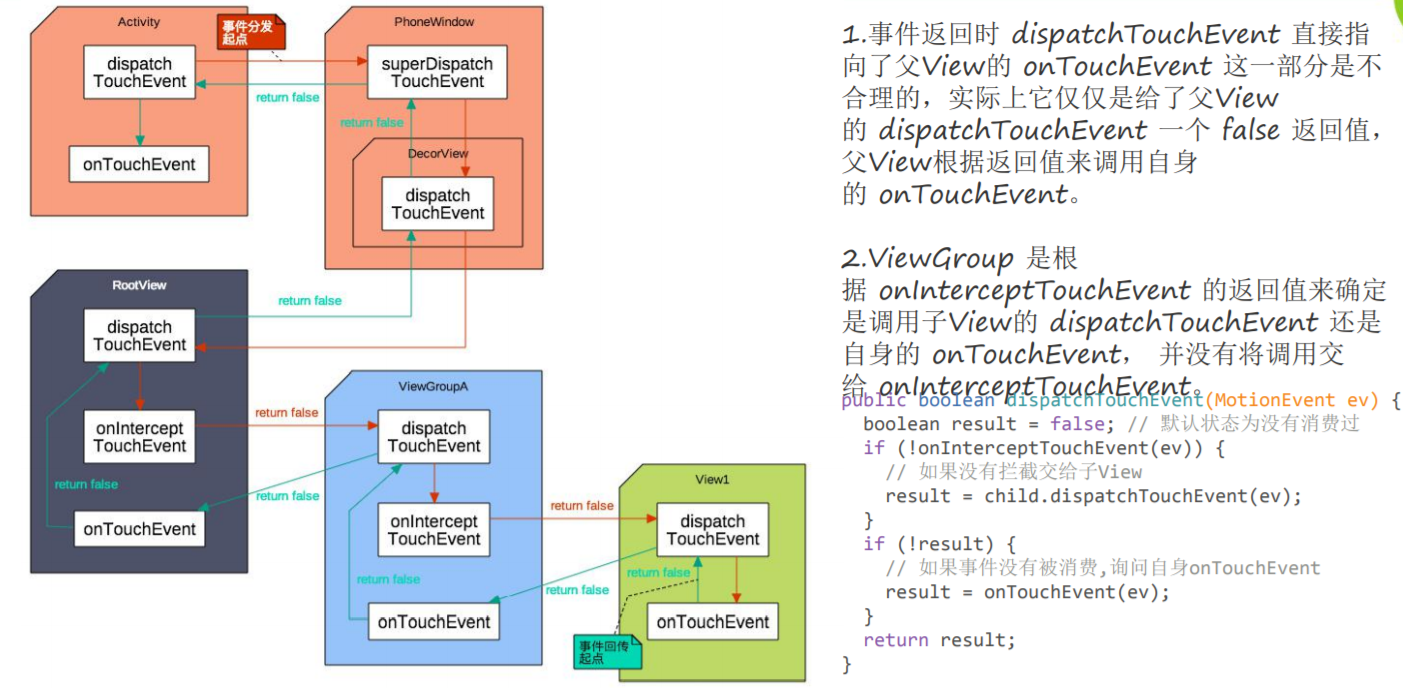 Activity
事件分发
起点
dispatch
TouchEvent
onTouchEvent
return false
PhoneWindow
superDispatch
TouchEvent
return false
DecorView
dispatch
TouchEvent
RootView
dispatch
TouchEvent
return false
onIntercept
TouchEvent
return false
return false
onTouchEvent
return false
ViewGroupA
dispatch
TouchEvent
onIntercept
TouchEvent
return false
return false
onTouchEvent
return false
View1
dispatch
TouchEvent
return false
onTouchEvent
事件回传
起点
1.事件返回时 dispatchTouchEvent 直接指
向了父View的 onTouchEvent 这一部分是不
合理的，实际上它仅仅是给了父View
的 dispatchTouchEvent 一个 false 返回值，
父View根据返回值来调用自身
的 onTouchEvent。
2.ViewGroup 是根
据 onInterceptTouchEvent 的返回值来确定
是调用子View的 dispatchTouchEvent 还是
自身的 onTouchEvent， 并没有将调用交
给 onInterceptTouchEvent。
public boolean dispatchTouchEvent(MotionEvent ev) {
boolean result = false; // 默认状态为没有消费过
if (!onInterceptTouchEvent(ev)) {
// 如果没有拦截交给子View
result = child.dispatchTouchEvent(ev);
}
if (!result) {
// 如果事件没有被消费,询问自身onTouchEvent
result = onTouchEvent(ev);
}
return result;
}